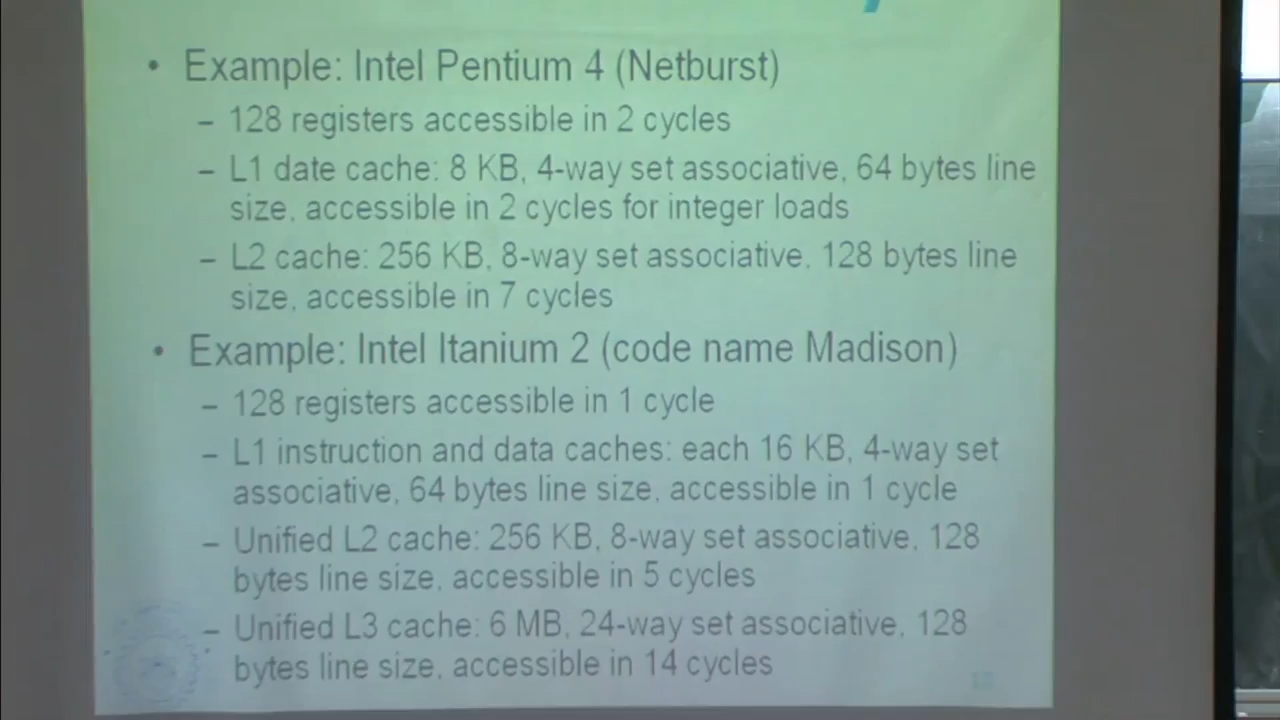 • Example: Intel Pentium 4 (Netburst)
– 128 registers accessible in 2 cycles
– L1 date cache: 8 KB, 4-way set associative, 64 bytes line
size, accessible in 2 cycles for integer loads
– L2 cache: 256 KB, 8-way set associative, 128 bytes line
size, accessible in 7 cycles
• Example: Intel Itanium 2 (code name Madison)
– 128 registers accessible in 1 cycle
– L1 instruction and data caches: each 16 KB, 4-way set
associative, 64 bytes line size, accessible in 1 cycle
– Unified L2 cache: 256 KB, 8-way set associative, 128
bytes line size, accessible in 5 cycles
– Unified L3 cache: 6 MB, 24-way set associative, 128
bytes line size, accessible in 14 cycles